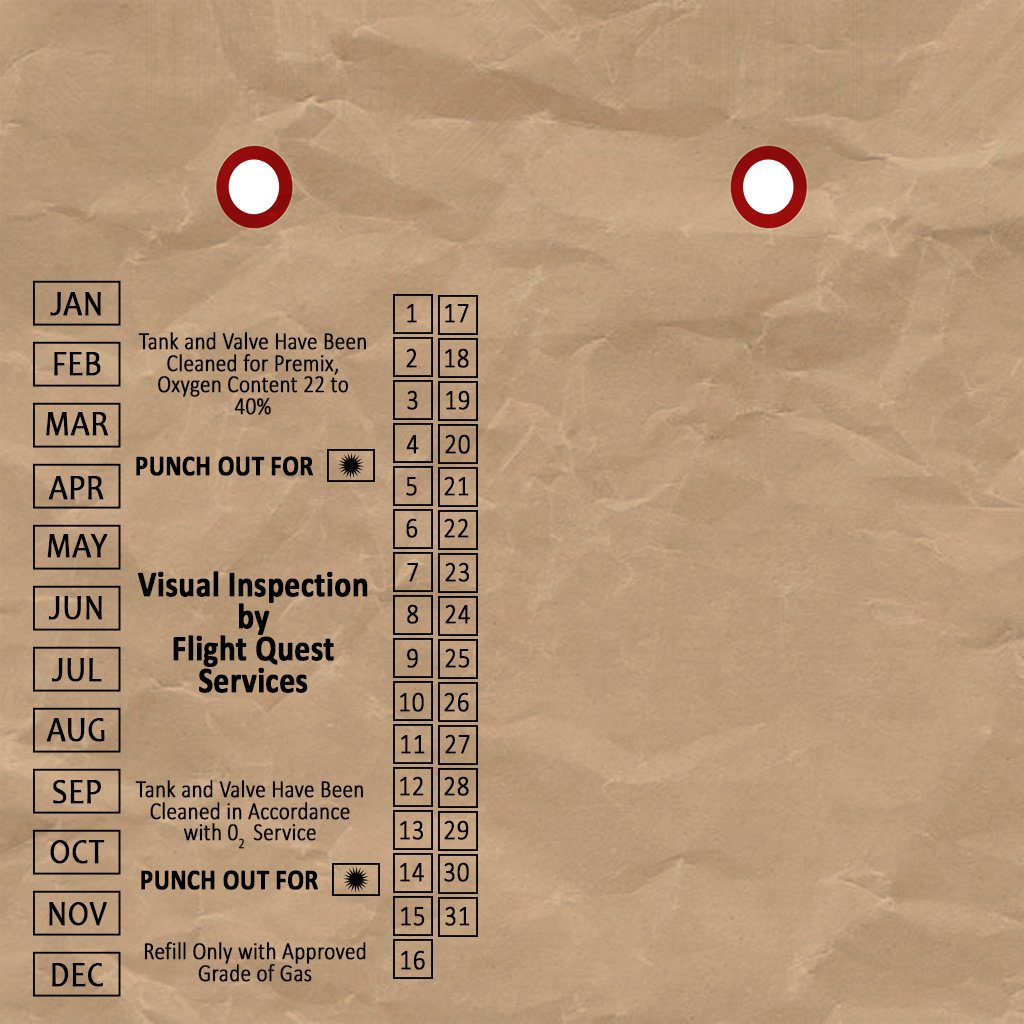 JAN
FEB
MAR
APR
MAY
JUN
JUL
AUG
SEP
OCT
NOV
DEC
Tank and Valve Have Been
Cleaned for Premix,
Oxygen Content 22 to
40%
PUNCH OUT FOR
Visual Inspection
by
Flight Quest
Services
Tank and Valve Have Been
Cleaned in Accordance
with 0₂ Service
PUNCH OUT FOR
Refill Only with Approved
Grade of Gas
1 17
2 18
3 19
4 20
5 21
6 22
7 23
8 24
9 25
10 26
11 27
12 28
13 29
14 30
15 31
16